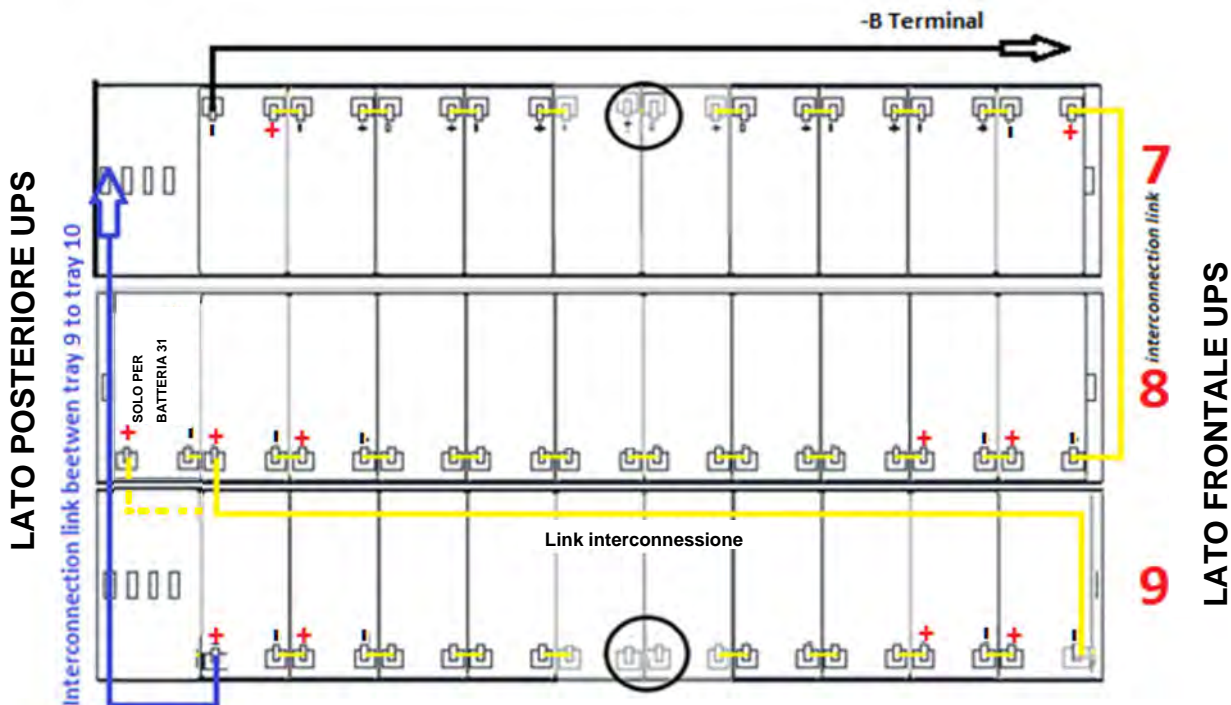 -B Terminal
LATO POSTERIORE UPS
Interconnection link beetwen tray 9 to tray 10
7
interconnection link
8
9
LATO FRONTALE UPS
SOLO PER
BATTERIA 31
Link interconnessione